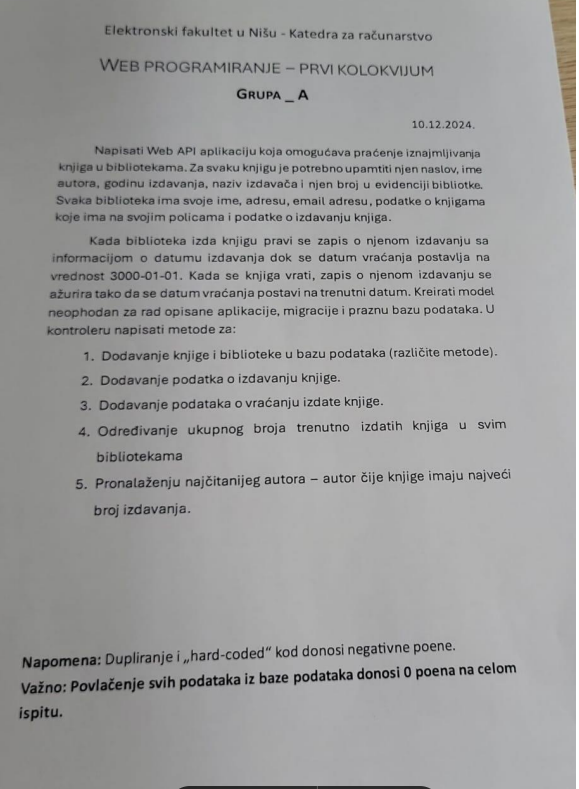 Elektronski fakultet u Nišu - Katedra za računarstvo
WEB PROGRAMIRANJE – PRVI KOLOKVIJUM
GRUPA _ A
10.12.2024.
Napisati Web API aplikaciju koja omogućava praćenje iznajmljivanja
knjiga u bibliotekama. Za svaku knjigu je potrebno upamtiti njen naslov, ime
autora, godinu izdavanja, naziv izdavača i njen broj u evidenciji bibliotke.
Svaka biblioteka ima svoje ime, adresu, email adresu, podatke o knjigama
koje ima na svojim policama i podatke o izdavanju knjiga.
Kada biblioteka izda knjigu pravi se zapis o njenom izdavanju sa
informacijom o datumu izdavanja dok se datum vraćanja postavlja na
vrednost 3000-01-01. Kada se knjiga vrati, zapis o njenom izdavanju se
ažurira tako da se datum vraćanja postavi na trenutni datum. Kreirati model
neophodan za rad opisane aplikacije, migracije i praznu bazu podataka. U
kontroleru napisati metode za:
1. Dodavanje knjige i biblioteke u bazu podataka (različite metode).
2. Dodavanje podatka o izdavanju knjige.
3. Dodavanje podataka o vraćanju izdate knjige.
4. Određivanje ukupnog broja trenutno izdatih knjiga u svim
bibliotekama
5. Pronalaženju najčitanijeg autora – autor čije knjige imaju najveći
broj izdavanja.
Napomena: Dupliranje i „hard-coded“ kod donosi negativne poene.
Važno: Povlačenje svih podataka iz baze podataka donosi 0 poena na celom
ispitu.